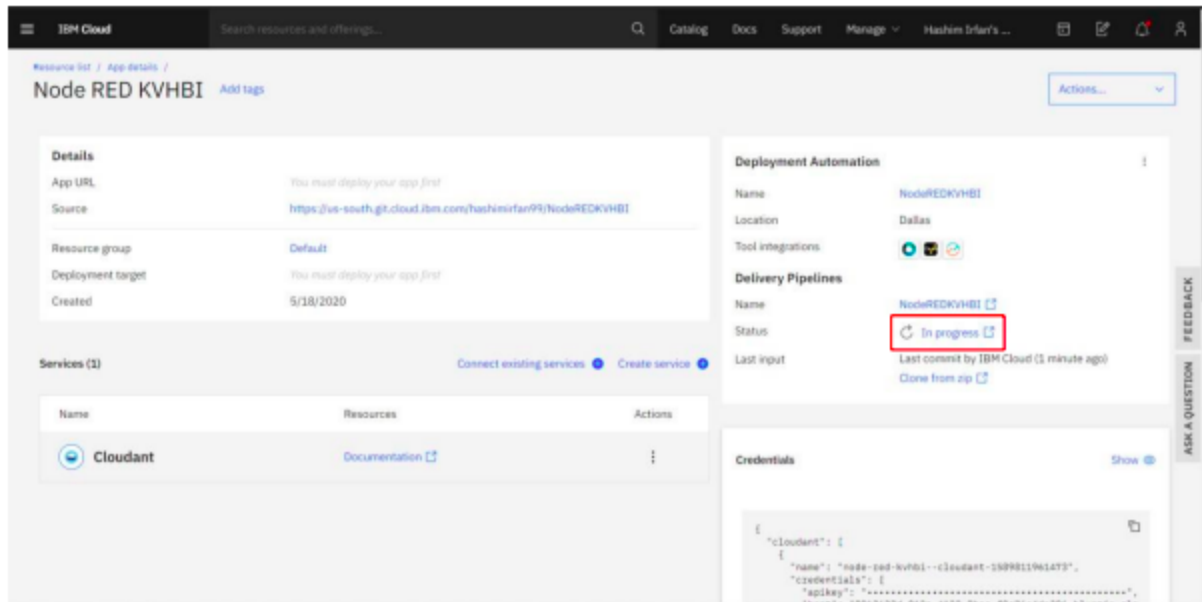 IBM Cloud
Search resources and offerings...
Catalog
Docs
Support
Manage
Hashim Irfan's ...
Resource list / App details /
Node RED KVHBI
Add tags
Actions...
Details
App URL
You must deploy your app first
Source
https://us-south.git.cloud.ibm.com/hashimirfan99/NodeREDKVHBI
Resource group
Default
Deployment target
You must deploy your app first
Created
5/18/2020
Services (1)
Connect existing services
Create service
Name
Resources
Actions
Cloudant
Documentation
Deployment Automation
Name
NodeREDKVHBI
Location
Dallas
Tool integrations
Delivery Pipelines
Name
NodeREDKVHBI
Status
In progress
Last input
Last commit by IBM Cloud (1 minute ago)
Clone from zip
Credentials
Show
{
"cloudant": [
{
"name": "node-red-kvhbi--cloudant-1589811961473",
"credentials": {
"apikey": "********************************************",
FEEDBACK
ASK A QUESTION